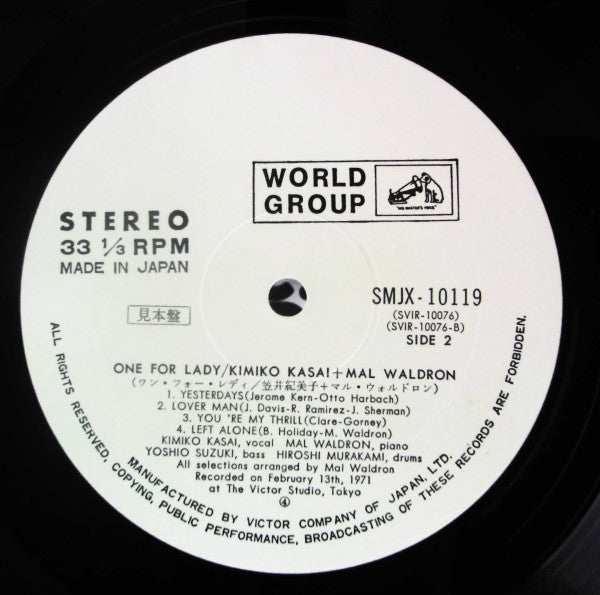 WORLD
GROUP
"HIS MASTER'S VOICE"
STEREO
33 1/3 RPM
MADE IN JAPAN
見本盤
SMJX-10119
(SVIR-10076)
(SVIR-10076-B)
SIDE 2
ONE FOR LADY/KIMIKO KASAI+MAL WALDRON
(ワン・フォー・レディ/笠井紀美子+マル・ウォルドロン)
1. YESTERDAYS(Jerome Kern-Otto Harbach)
2. LOVER MAN(J. Davis-R. Ramirez-J. Sherman)
3. YOU 'RE MY THRILL(Clare-Gorney)
4. LEFT ALONE(B. Holiday-M. Waldron)
KIMIKO KASAI, vocal MAL WALDRON, piano
YOSHIO SUZUKI, bass HIROSHI MURAKAMI, drums
All selections arranged by Mal Waldron
Recorded on February 13th, 1971
at The Victor Studio, Tokyo
④
MANUFACTURED BY VICTOR COMPANY OF JAPAN, LTD.
ALL RIGHTS RESERVED, COPYING, PUBLIC PERFORMANCE, BROADCASTING OF THESE RECORDS ARE FORBIDDEN.